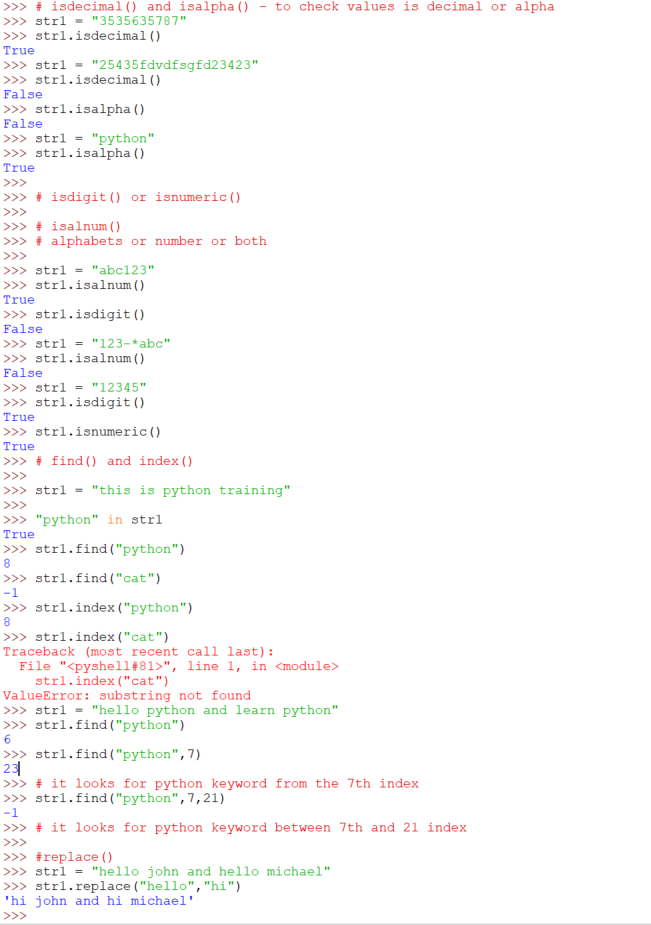 >>> # isdecimal() and isalpha() - to check values is decimal or alpha
>>> str1 = "3535635787"
>>> str1.isdecimal()
True
>>> str1 = "25435fdvdfsgfd23423"
>>> str1.isdecimal()
False
>>> str1.isalpha()
False
>>> str1 = "python"
>>> str1.isalpha()
True
>>>
>>> # isdigit() or isnumeric()
>>>
>>> # isalnum()
>>> # alphabets or number or both
>>>
>>> str1 = "abc123"
>>> str1.isalnum()
True
>>> str1.isdigit()
False
>>> str1 = "123-*abc"
>>> str1.isalnum()
False
>>> str1 = "12345"
>>> str1.isdigit()
True
>>> str1.isnumeric()
True
>>> # find() and index()
>>>
>>> str1 = "this is python training"
>>>
>>> "python" in str1
True
>>> str1.find("python")
8
>>> str1.find("cat")
-1
>>> str1.index("python")
8
>>> str1.index("cat")
Traceback (most recent call last):
  File "<pyshell#81>", line 1, in <module>
    str1.index("cat")
ValueError: substring not found
>>> str1 = "hello python and learn python"
>>> str1.find("python")
6
>>> str1.find("python",7)
23
>>> # it looks for python keyword from the 7th index
>>> str1.find("python",7,21)
-1
>>> # it looks for python keyword between 7th and 21 index
>>>
>>> #replace()
>>> str1 = "hello john and hello michael"
>>> str1.replace("hello","hi")
'hi john and hi michael'
>>>